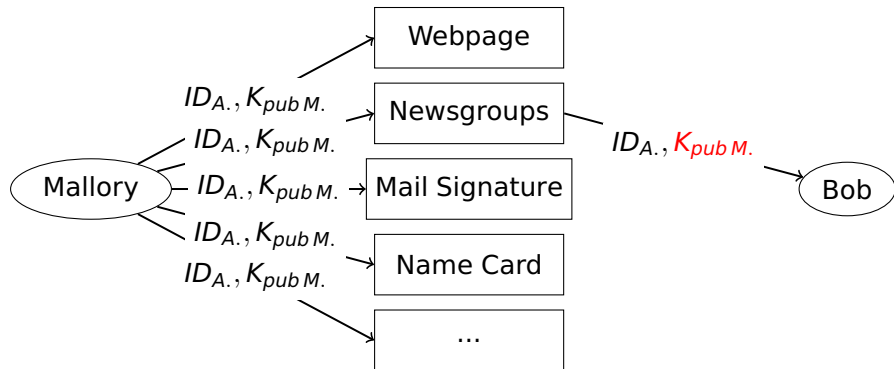 Webpage
ID_A., K_pub M.
Newsgroups
ID_A., K_pub M.
ID_A., K_pub M.
Mallory
ID_A., K_pub M.
Mail Signature
Bob
ID_A., K_pub M.
Name Card
ID_A., K_pub M.
...